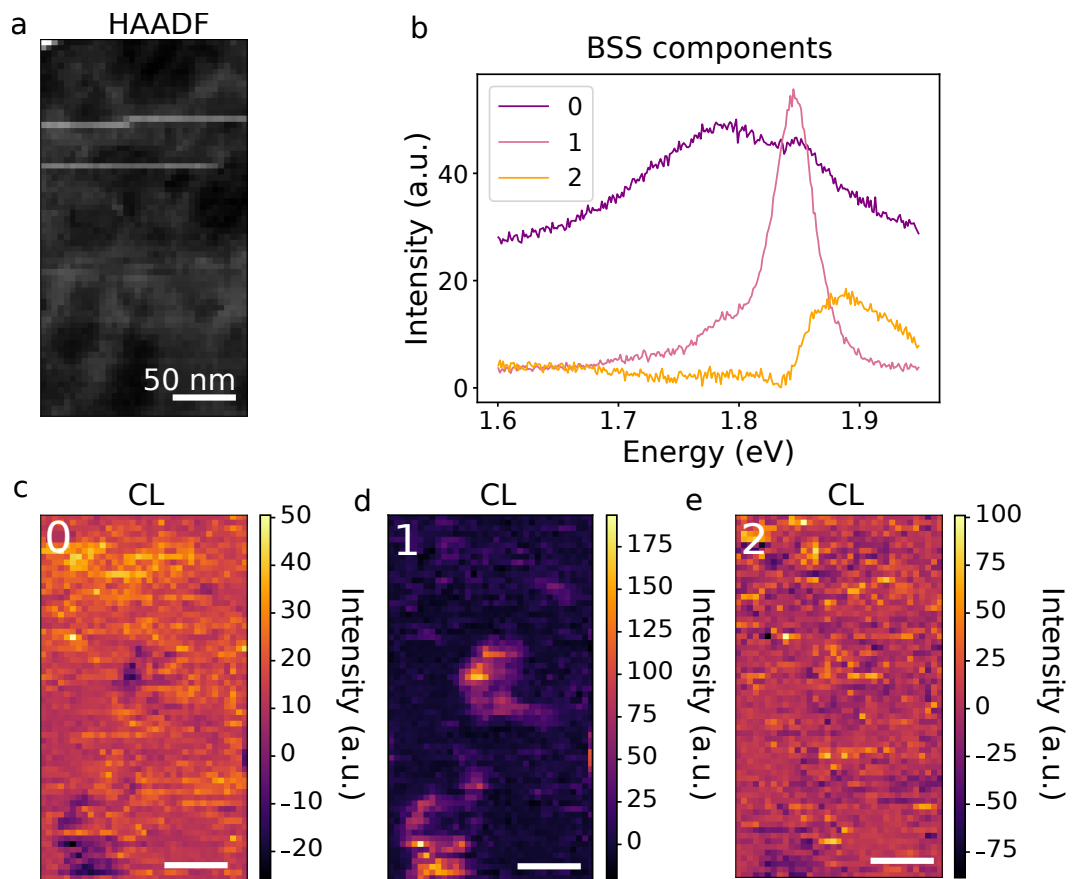 a
HAADF
50 nm
b
BSS components
0
1
2
Intensity (a.u.)
40
20
0
1.6
1.7
1.8
1.9
Energy (eV)
c
CL
0
50
40
30
20
10
0
−10
−20
Intensity (a.u.)
d
CL
1
175
150
125
100
75
50
25
0
Intensity (a.u.)
e
CL
2
100
75
50
25
0
−25
−50
−75
Intensity (a.u.)